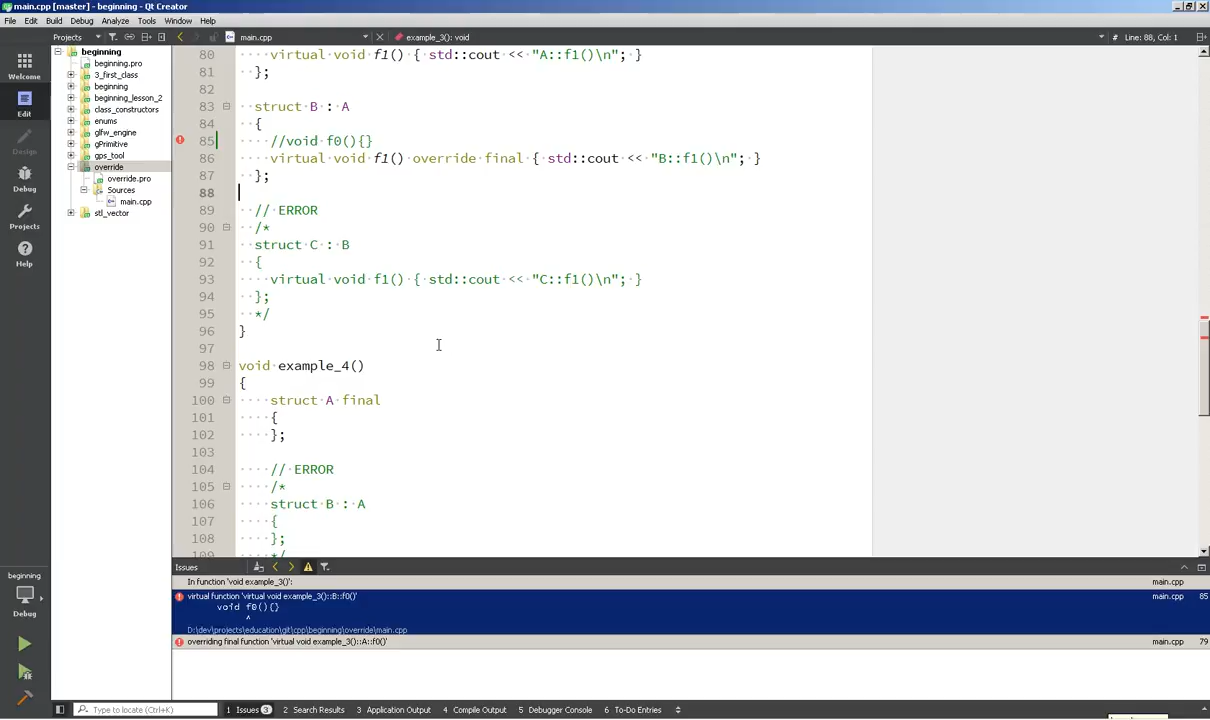 main.cpp [master] - beginning - Qt Creator
File Edit Build Debug Analyze Tools Window Help
Projects main.cpp example_3(): void # Line: 88, Col: 1
Welcome
Edit
Design
Debug
Projects
Help
beginning
beginning.pro
3_first_class
beginning
beginning_lesson_2
class_constructors
enums
glfw_engine
gPrimitive
gps_tool
override
override.pro
Sources
main.cpp
stl_vector
80 virtual void f1() { std::cout << "A::f1()\n"; }
81 };
82
83 struct B : A
84 {
85 //void f0(){}
86 virtual void f1() override final { std::cout << "B::f1()\n"; }
87 };
88
89 // ERROR
90 /*
91 struct C : B
92 {
93 virtual void f1() { std::cout << "C::f1()\n"; }
94 };
95 */
96 }
97
98 void example_4()
99 {
100 struct A final
101 {
102 };
103
104 // ERROR
105 /*
106 struct B : A
107 {
108 };
109 */
Issues
In function 'void example_3()': main.cpp
virtual function 'virtual void example_3()::B::f0()' main.cpp 85
void f0(){}
^
D:\dev\projects\education\git\cpp\beginning\override\main.cpp
overriding final function 'virtual void example_3()::A::f0()' main.cpp 79
beginning
Debug
Type to locate (Ctrl+K) 1 Issues 3 2 Search Results 3 Application Output 4 Compile Output 5 Debugger Console 6 To-Do Entries